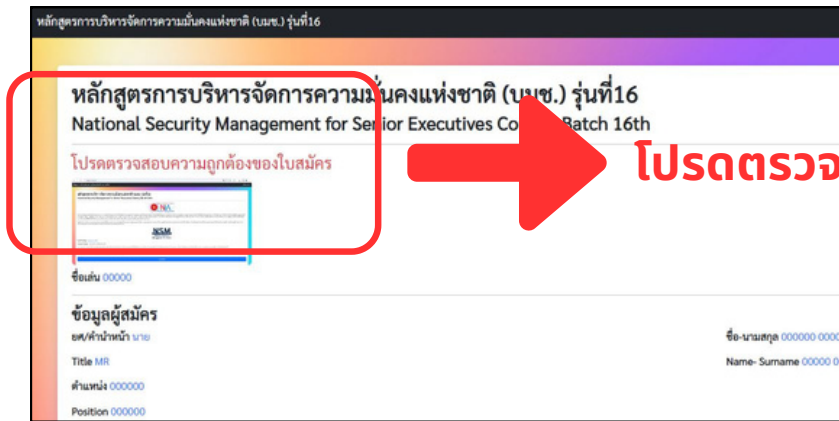 หลักสูตรการบริหารจัดการความมั่นคงแห่งชาติ (บมช.) รุ่นที่16
หลักสูตรการบริหารจัดการความมั่นคงแห่งชาติ (บมช.) รุ่นที่16
National Security Management for Senior Executives Batch 16th
โปรดตรวจสอบความถูกต้องของใบสมัคร
โปรดตรวจ
NIA
NSM
ชื่อเล่น 00000
ข้อมูลผู้สมัคร
ยศ/คำนำหน้า นาย
ชื่อ-นามสกุล 000000 0000
Title MR
Name- Surname 00000 0
ตำแหน่ง 000000
Position 000000